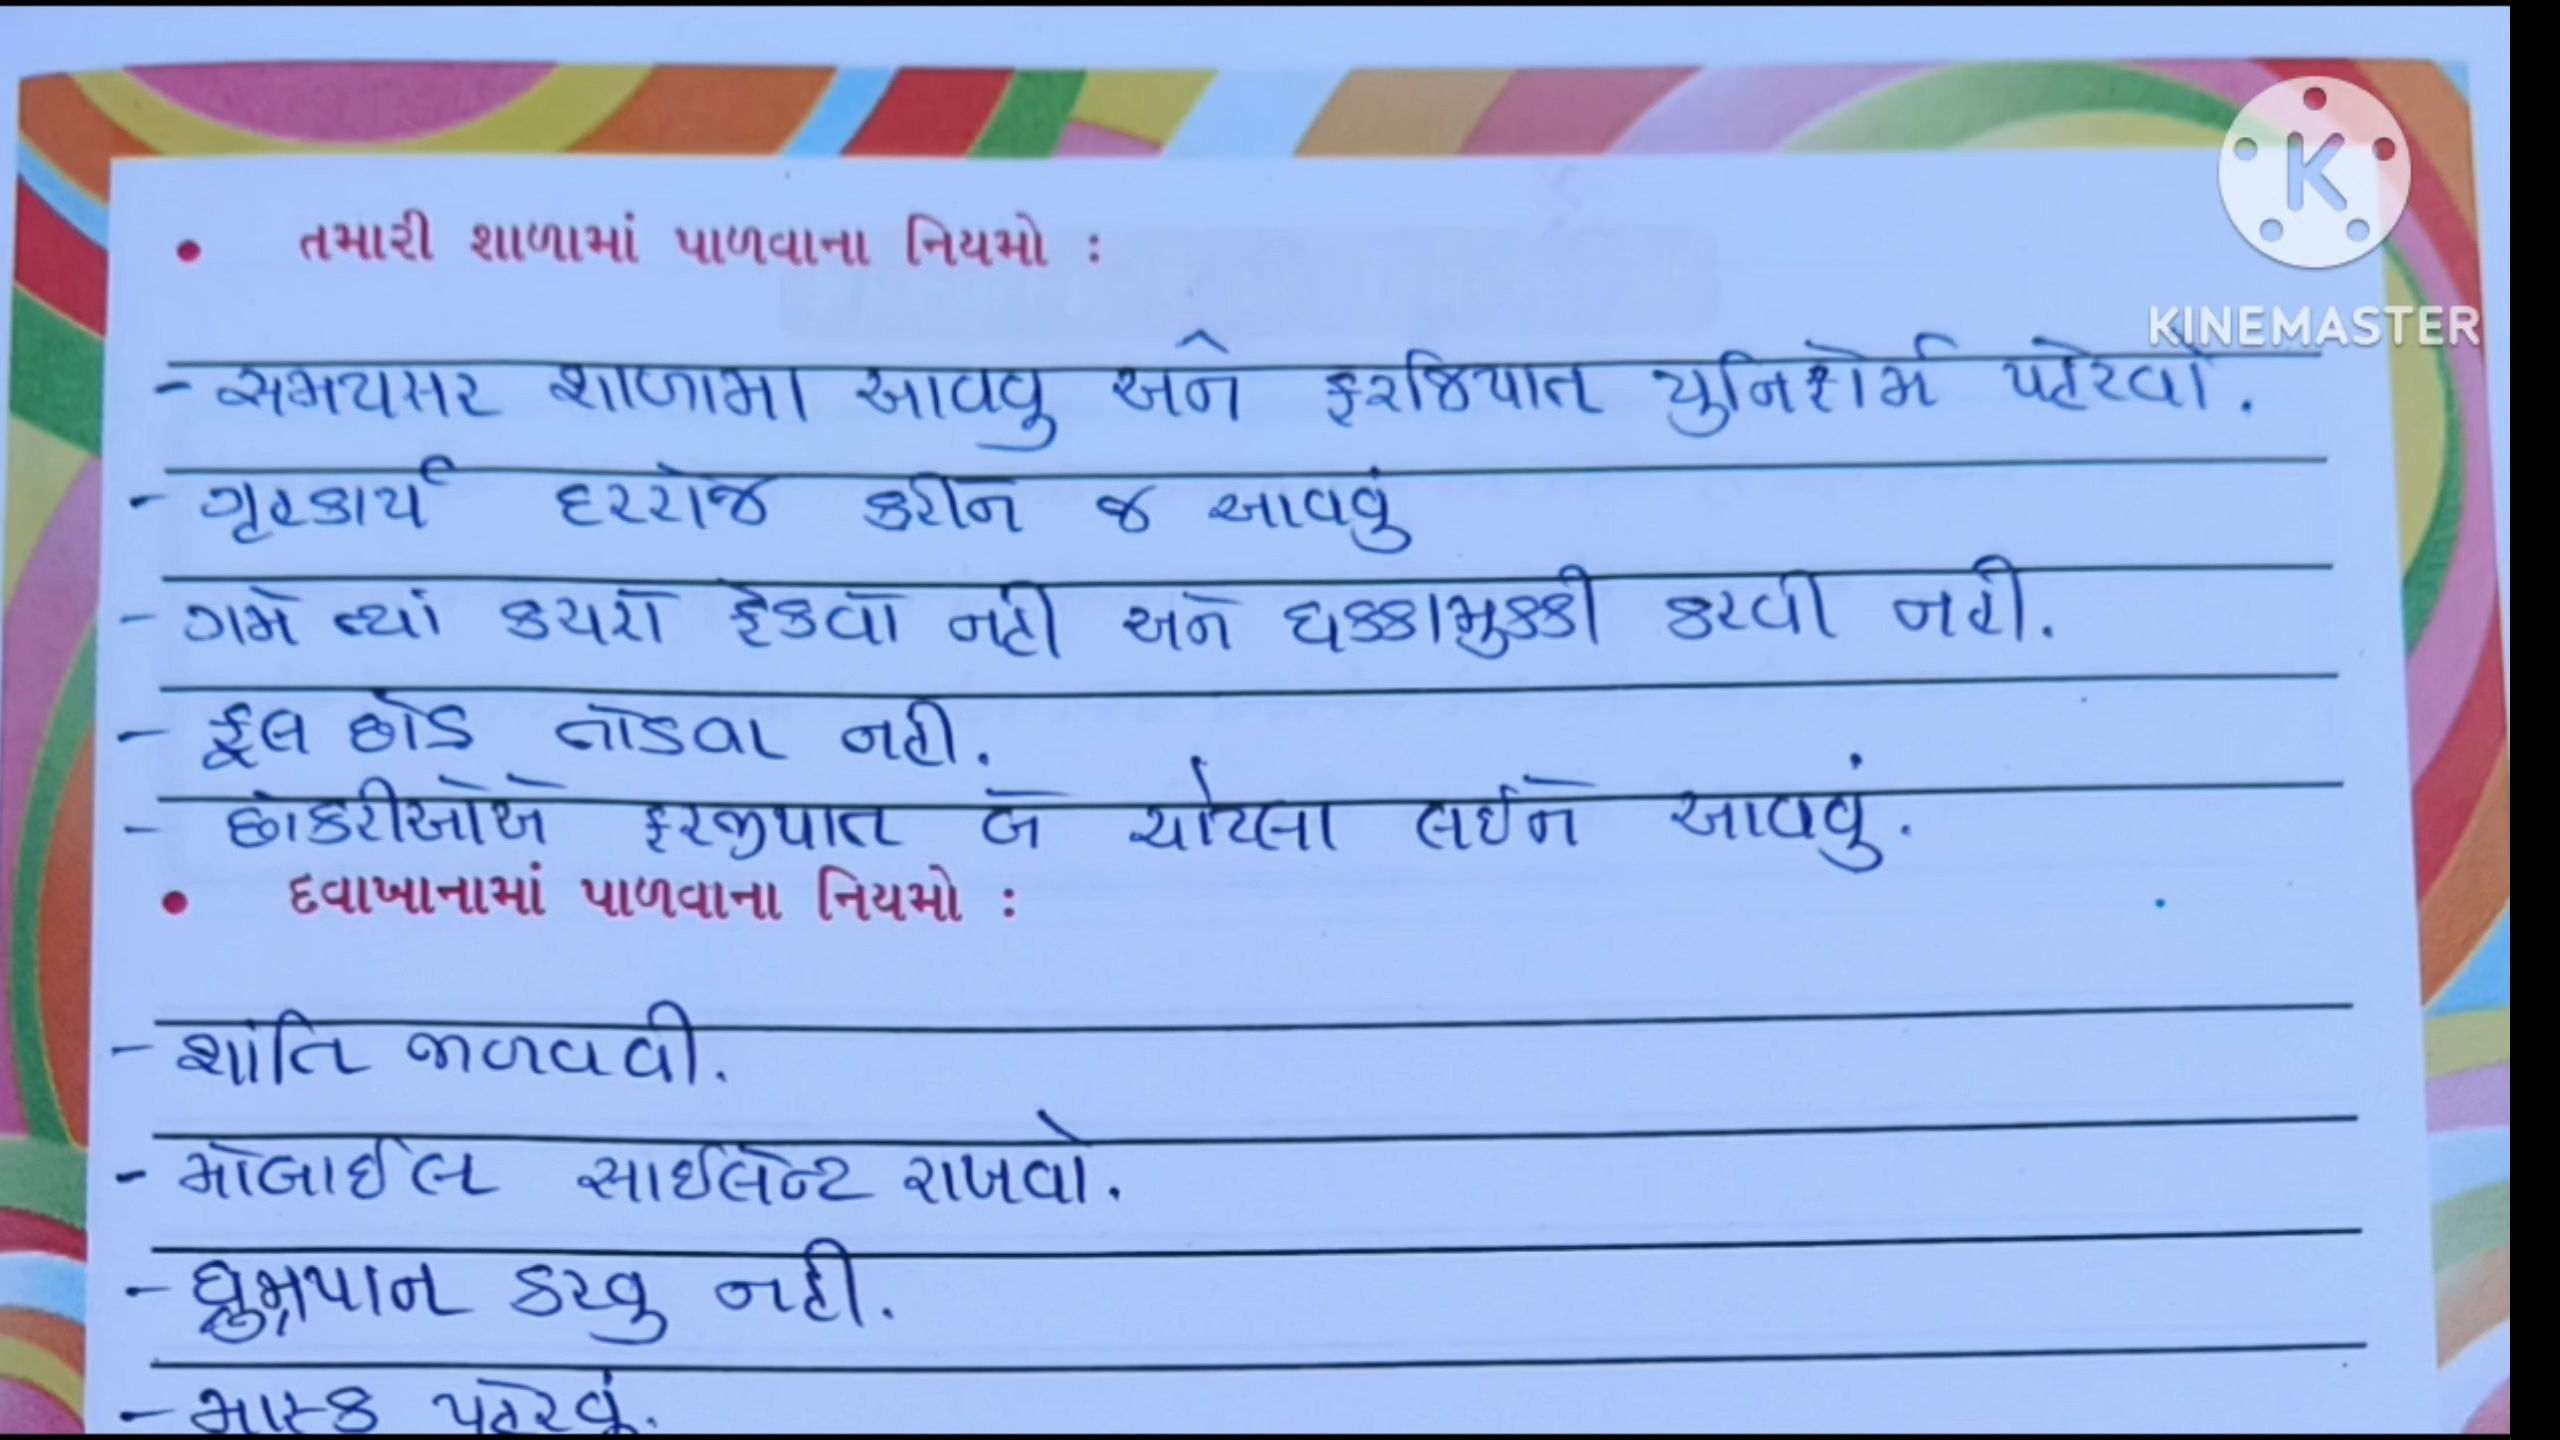 • તમારી શાળામાં પાળવાના નિયમો :
KINEMASTER
- સમયસર શાળામા આવવુ અને ફરજિયાત યુનિફોર્મ પહેરવો.
- ગૃહકાર્ય દરરોજ કરીને જ આવવું
- ગમે ત્યાં કચરો ફેકવો નહી અને ધક્કામુક્કી કરવી નહી.
- ફૂલ છોડ તોડવા નહી.
- છોકરીઓએ ફરજીયાત બે ચોટલા લઈને આવવું.
• દવાખાનામાં પાળવાના નિયમો :
- શાંતિ જાળવવી.
- મોબાઈલ સાઈલેન્ટ રાખવો.
- ધુમ્રપાન કરવુ નહી.
- માસ્ક પહેરવું.